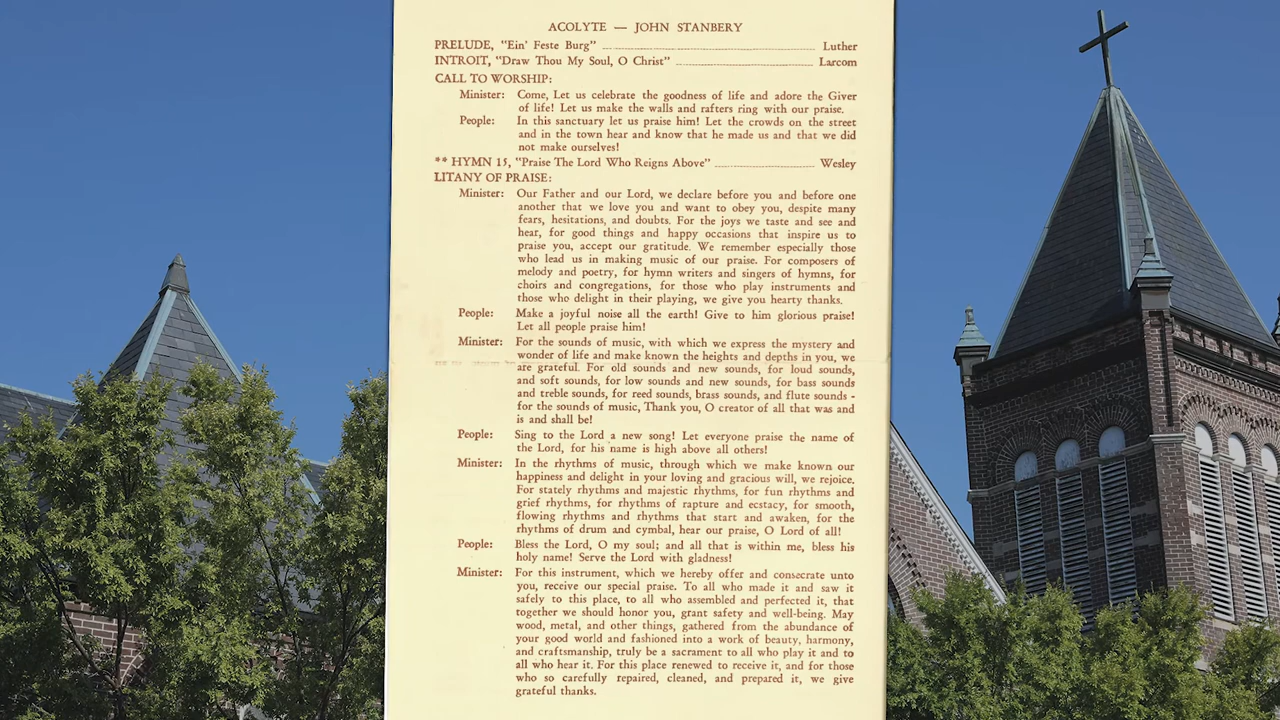 ACOLYTE — JOHN STANBERY
PRELUDE, "Ein' Feste Burg" Luther
INTROIT, "Draw Thou My Soul, O Christ" Larcom
CALL TO WORSHIP:
Minister: Come, Let us celebrate the goodness of life and adore the Giver
of life! Let us make the walls and rafters ring with our praise.
People: In this sanctuary let us praise him! Let the crowds on the street
and in the town hear and know that he made us and that we did
not make ourselves!
** HYMN 15, "Praise The Lord Who Reigns Above" Wesley
LITANY OF PRAISE:
Minister: Our Father and our Lord, we declare before you and before one
another that we love you and want to obey you, despite many
fears, hesitations, and doubts. For the joys we taste and see and
hear, for good things and happy occasions that inspire us to
praise you, accept our gratitude. We remember especially those
who lead us in making music of our praise. For composers of
melody and poetry, for hymn writers and singers of hymns, for
choirs and congregations, for those who play instruments and
those who delight in their playing, we give you hearty thanks.
People: Make a joyful noise all the earth! Give to him glorious praise!
Let all people praise him!
Minister: For the sounds of music, with which we express the mystery and
wonder of life and make known the heights and depths in you, we
are grateful. For old sounds and new sounds, for loud sounds,
and soft sounds, for low sounds and new sounds, for bass sounds
and treble sounds, for reed sounds, brass sounds, and flute sounds -
for the sounds of music, Thank you, O creator of all that was and
is and shall be!
People: Sing to the Lord a new song! Let everyone praise the name of
the Lord, for his name is high above all others!
Minister: In the rhythms of music, through which we make known our
happiness and delight in your loving and gracious will, we rejoice.
For stately rhythms and majestic rhythms, for fun rhythms and
grief rhythms, for rhythms of rapture and ecstacy, for smooth,
flowing rhythms and rhythms that start and awaken, for the
rhythms of drum and cymbal, hear our praise, O Lord of all!
People: Bless the Lord, O my soul; and all that is within me, bless his
holy name! Serve the Lord with gladness!
Minister: For this instrument, which we hereby offer and consecrate unto
you, receive our special praise. To all who made it and saw it
safely to this place, to all who assembled and perfected it, that
together we should honor you, grant safety and well-being. May
wood, metal, and other things, gathered from the abundance of
your good world and fashioned into a work of beauty, harmony,
and craftsmanship, truly be a sacrament to all who play it and to
all who hear it. For this place renewed to receive it, and for those
who so carefully repaired, cleaned, and prepared it, we give
grateful thanks.